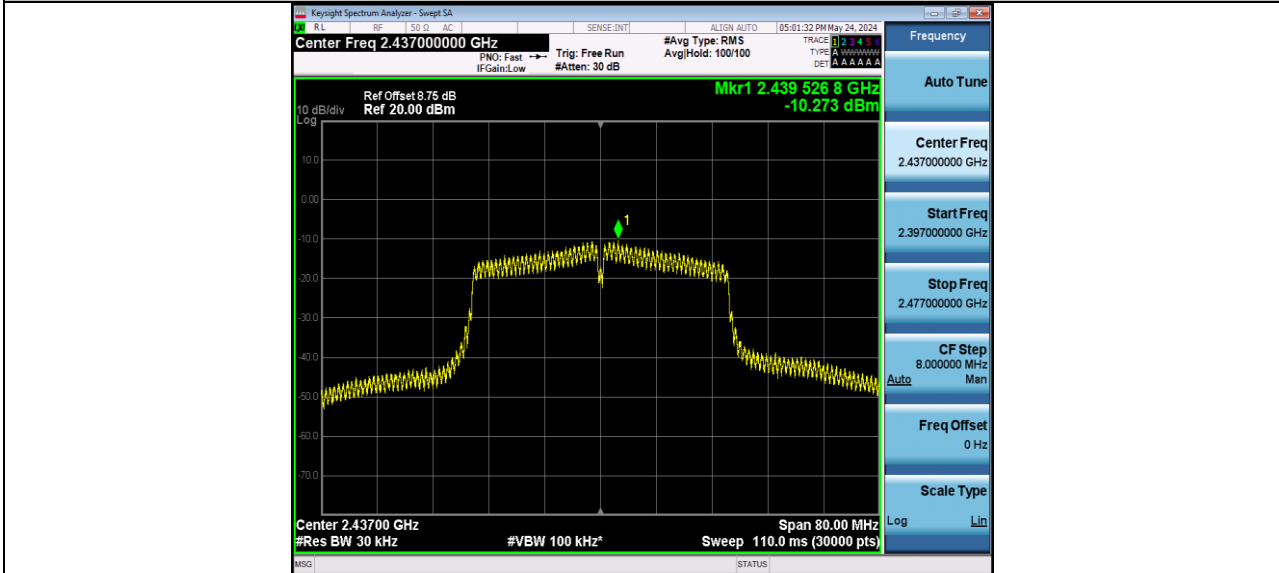 Keysight Spectrum Analyzer - Swept SA
RL RF 50 Ω AC SENSE:INT ALIGN AUTO 05:01:32 PM May 24, 2024
Center Freq 2.437000000 GHz
PNO: Fast
IFGain:Low
Trig: Free Run
#Atten: 30 dB
#Avg Type: RMS
Avg|Hold: 100/100
TRACE 1 2 3 4 5 6
TYPE A WWWWW
DET A A A A A A
Ref Offset 8.75 dB
10 dB/div Ref 20.00 dBm
Log
Mkr1 2.439 526 8 GHz
-10.273 dBm
1
10.0
0.00
-10.0
-20.0
-30.0
-40.0
-50.0
-60.0
-70.0
Center 2.43700 GHz Span 80.00 MHz
#Res BW 30 kHz #VBW 100 kHz* Sweep 110.0 ms (30000 pts)
MSG STATUS
Frequency
Auto Tune
Center Freq
2.437000000 GHz
Start Freq
2.397000000 GHz
Stop Freq
2.477000000 GHz
CF Step
8.000000 MHz
Auto Man
Freq Offset
0 Hz
Scale Type
Log Lin